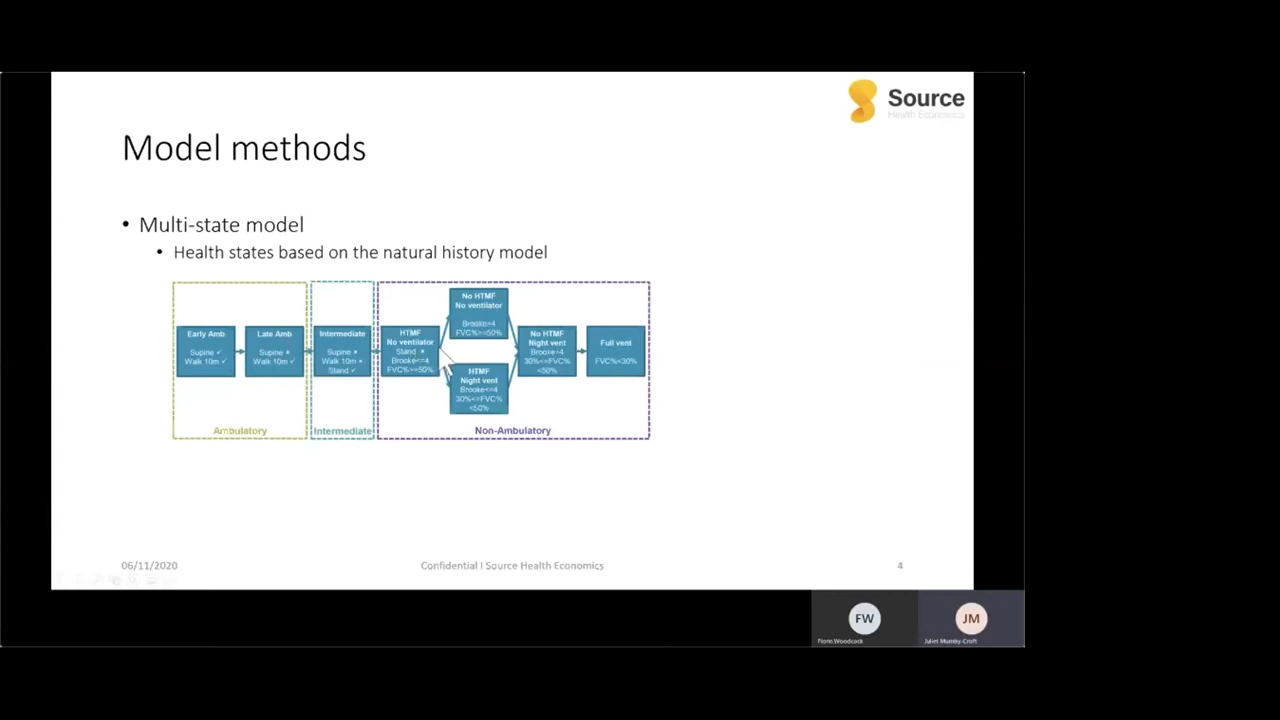 Source
Health Economics
Model methods
• Multi-state model
• Health states based on the natural history model
Early Amb
Supine ✓
Walk 10m ✓
Late Amb
Supine ×
Walk 10m ✓
Ambulatory
Intermediate
Supine ×
Walk 10m ×
Stand ✓
Intermediate
HTMF
No ventilator
Stand ×
Brooke<=4
FVC%>=50%
No HTMF
No ventilator
Brooke>4
FVC%>=50%
HTMF
Night vent
Brooke<=4
30%<=FVC%
<50%
No HTMF
Night vent
Brooke>4
30%<=FVC%
<50%
Full vent
FVC%<30%
Non-Ambulatory
06/11/2020
Confidential I Source Health Economics
4
FW
Fionn Woodcock
JM
Juliet Mumby-Croft